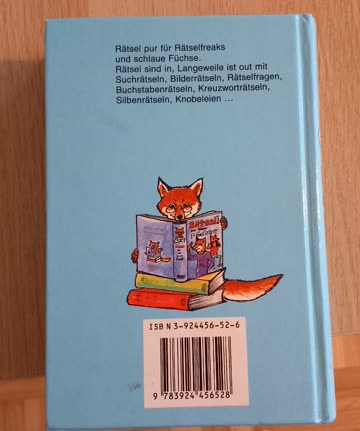 Rätsel pur für Rätselfreaks
und schlaue Füchse.
Rätsel sind in, Langeweile ist out mit
Suchrätseln, Bilderrätseln, Rätselfragen,
Buchstabenrätseln, Kreuzworträtseln,
Silbenrätseln, Knobeleien ...
Rätseli
ISBN 3-924456-52-6
9 783924 456528